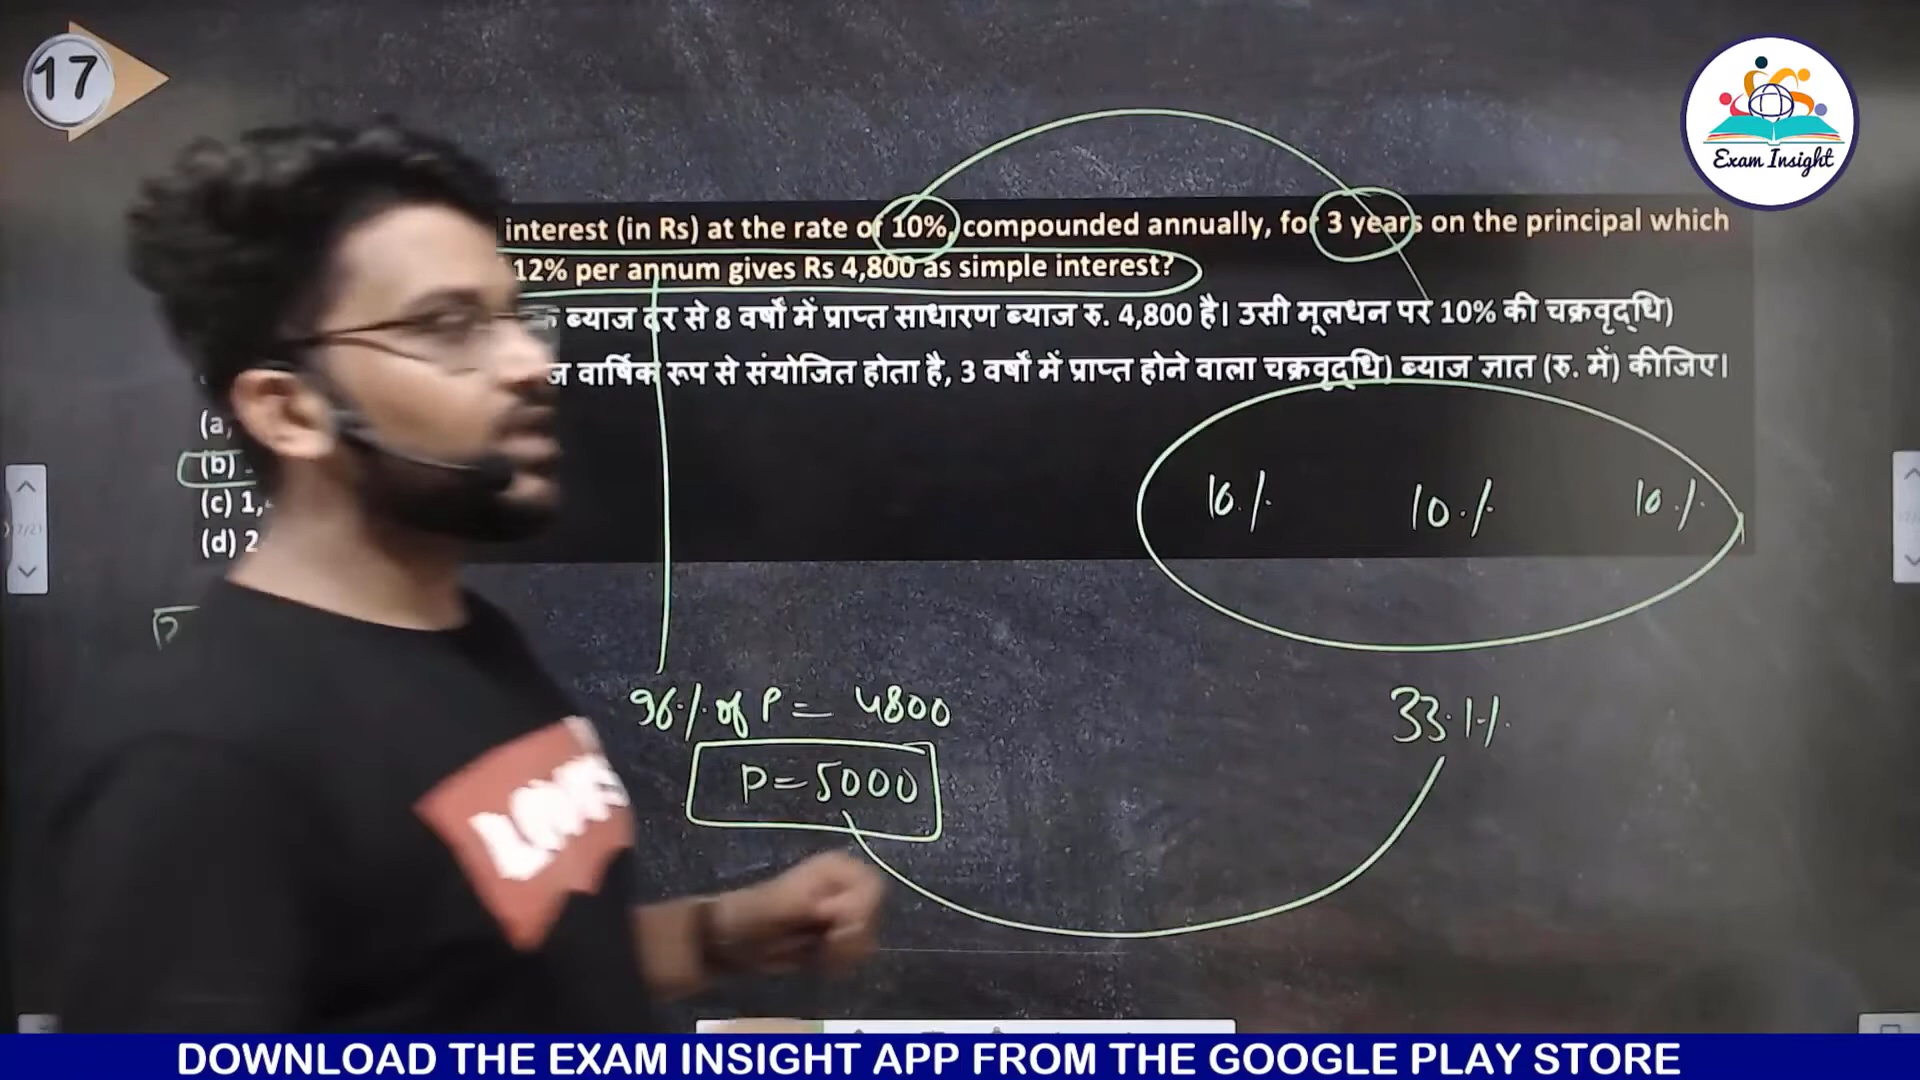 17
Exam Insight
interest (in Rs) at the rate of 10%, compounded annually, for 3 years on the principal which
12% per annum gives Rs 4,800 as simple interest?
ब्याज दर से 8 वर्षों में प्राप्त साधारण ब्याज रु. 4,800 है। उसी मूलधन पर 10% की चक्रवृद्धि)
वार्षिक रूप से संयोजित होता है, 3 वर्षों में प्राप्त होने वाला चक्रवृद्धि) ब्याज ज्ञात (रु. में) कीजिए।
(a)
(b)
(c) 1,
(d) 2
10% 10% 10%
96% of P = 4800
33.1%
P = 5000
DOWNLOAD THE EXAM INSIGHT APP FROM THE GOOGLE PLAY STORE